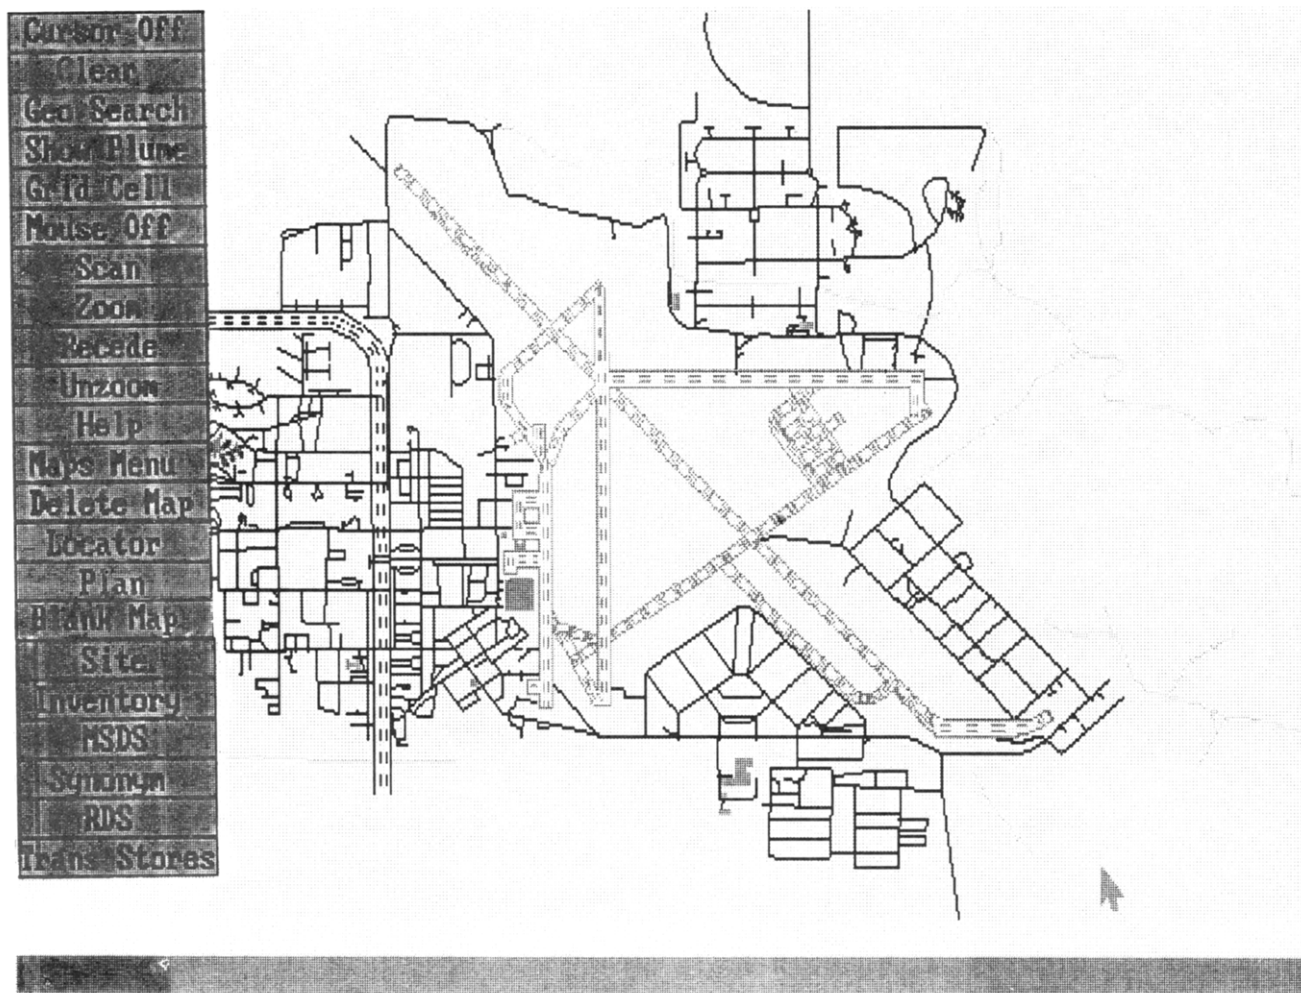 Cursor Off
Clear
Geo Search
Show Plume
Grid Cell
Mouse Off
Scan
Zoom
Recede
Unzoom
Help
Maps Menu
Delete Map
Locator
Plan
Blank Map
Site
Inventory
MSDS
Synonym
RDS
Trans Stores